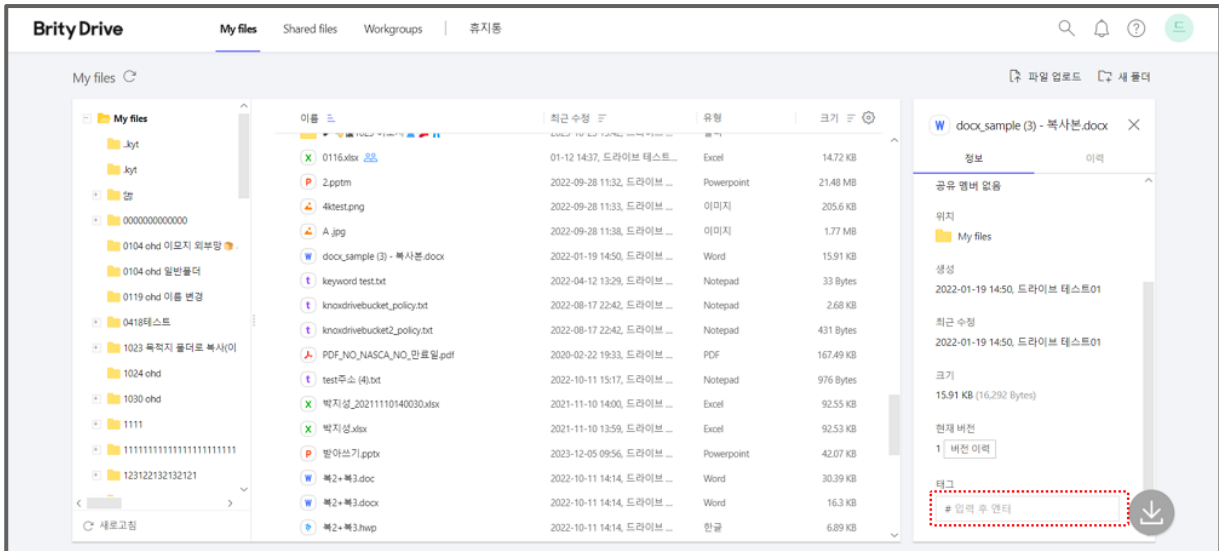 Brity Drive
My files Shared files Workgroups | 휴지통
드
My files
파일 업로드 새 폴더
My files
.kyt
.kyt
0000000000000
0104 ohd 이모지 외부망
0104 ohd 일반폴더
0119 ohd 이름 변경
0418테스트
1023 목적지 폴더로 복사(이
1024 ohd
1030 ohd
1111
123122132132121
새로고침
이름 최근 수정 유형 크기
0116.xlsx 01-12 14:37, 드라이브 테스트... Excel 14.72 KB
2.pptm 2022-09-28 11:32, 드라이브 ... Powerpoint 21.48 MB
4ktest.png 2022-09-28 11:33, 드라이브 ... 이미지 205.6 KB
A.jpg 2022-09-28 11:38, 드라이브 ... 이미지 1.77 MB
docx_sample (3) - 복사본.docx 2022-01-19 14:50, 드라이브 ... Word 15.91 KB
keyword test.txt 2022-04-12 13:29, 드라이브 ... Notepad 33 Bytes
knoxdrivebucket_policy.txt 2022-08-17 22:42, 드라이브 ... Notepad 2.68 KB
knoxdrivebucket2_policy.txt 2022-08-17 22:42, 드라이브 ... Notepad 431 Bytes
PDF_NO_NASCA_NO_만료일.pdf 2020-02-22 19:33, 드라이브 ... PDF 167.49 KB
test주소 (4).txt 2022-10-11 15:17, 드라이브 ... Notepad 976 Bytes
박지성_20211110140030.xlsx 2021-11-10 14:00, 드라이브 ... Excel 92.55 KB
박지성.xlsx 2021-11-10 13:59, 드라이브 ... Excel 92.53 KB
받아쓰기.pptx 2023-12-05 09:56, 드라이브 ... Powerpoint 42.07 KB
복2+복3.doc 2022-10-11 14:14, 드라이브 ... Word 30.39 KB
복2+복3.docx 2022-10-11 14:14, 드라이브 ... Word 16.3 KB
복2+복3.hwp 2022-10-11 14:14, 드라이브 ... 한글 6.89 KB
docx_sample (3) - 복사본.docx
정보 이력
공유 멤버 없음
위치
My files
생성
2022-01-19 14:50, 드라이브 테스트01
최근 수정
2022-01-19 14:50, 드라이브 테스트01
크기
15.91 KB (16,292 Bytes)
현재 버전
1 버전 이력
태그
# 입력 후 엔터